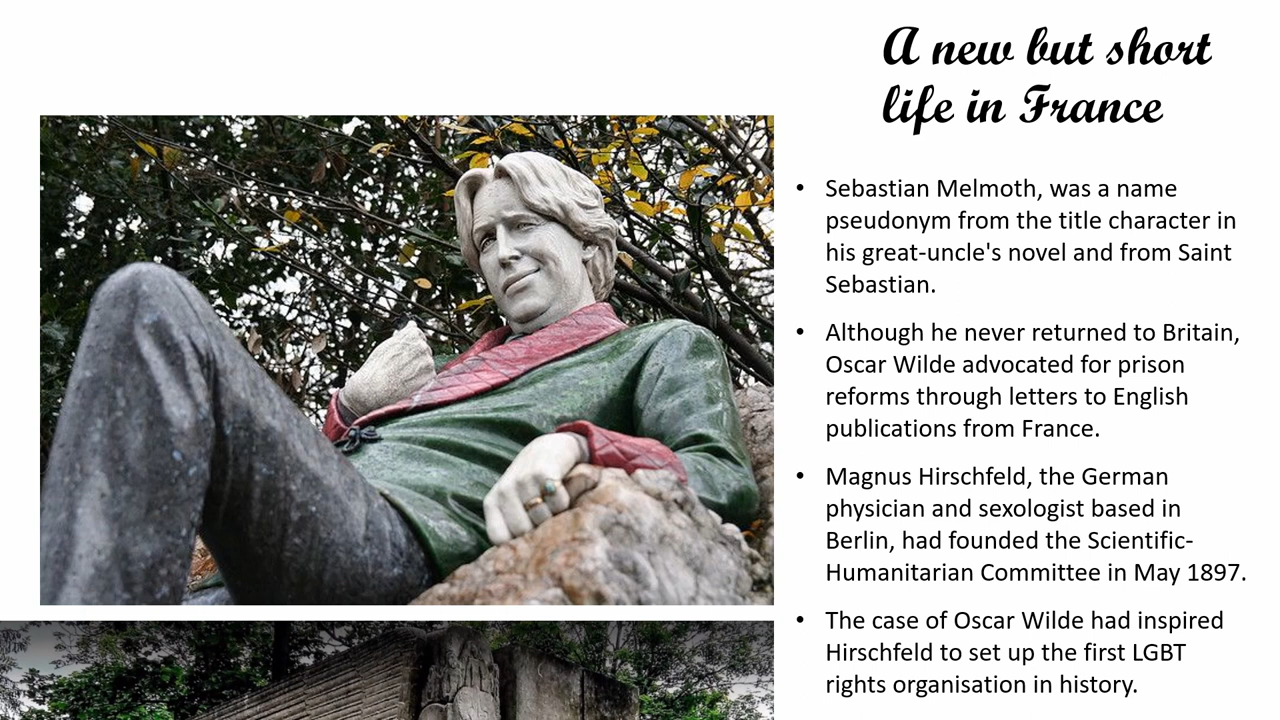 A new but short
life in France
• Sebastian Melmoth, was a name
pseudonym from the title character in
his great-uncle's novel and from Saint
Sebastian.
• Although he never returned to Britain,
Oscar Wilde advocated for prison
reforms through letters to English
publications from France.
• Magnus Hirschfeld, the German
physician and sexologist based in
Berlin, had founded the Scientific-
Humanitarian Committee in May 1897.
• The case of Oscar Wilde had inspired
Hirschfeld to set up the first LGBT
rights organisation in history.